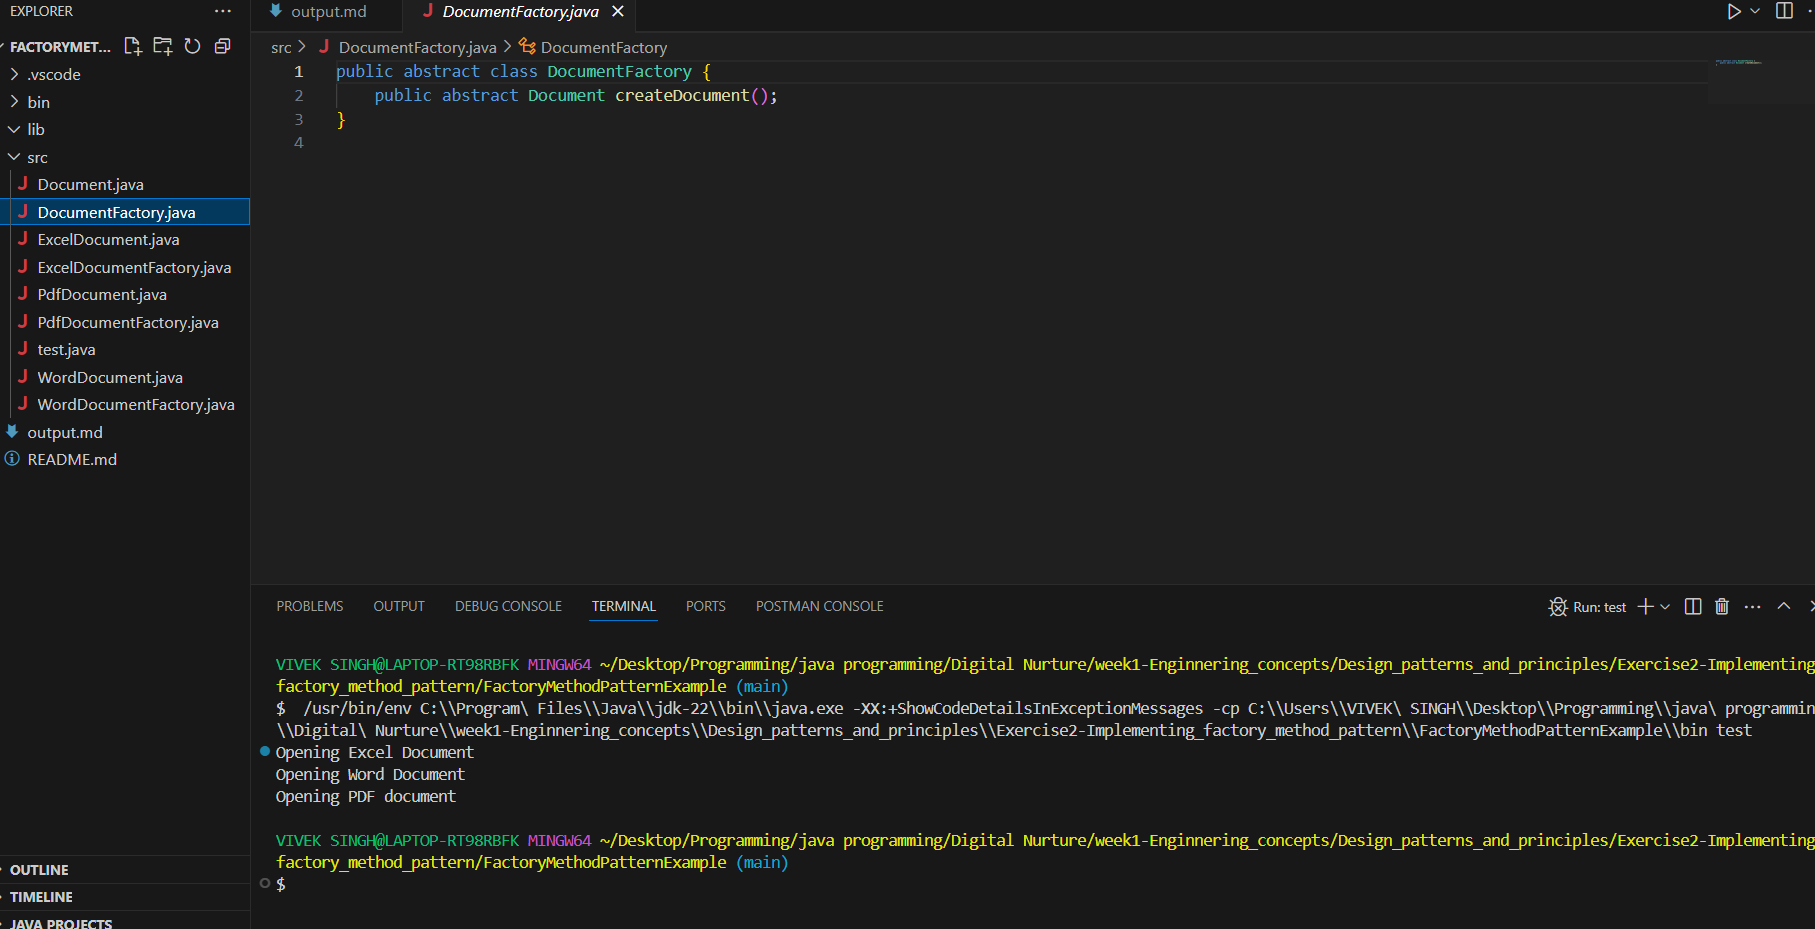 EXPLORER
FACTORYMET...
.vscode
bin
lib
src
Document.java
DocumentFactory.java
ExcelDocument.java
ExcelDocumentFactory.java
PdfDocument.java
PdfDocumentFactory.java
test.java
WordDocument.java
WordDocumentFactory.java
output.md
README.md
OUTLINE
TIMELINE
JAVA PROJECTS
output.md
DocumentFactory.java
src > DocumentFactory.java > DocumentFactory
1 public abstract class DocumentFactory {
2 public abstract Document createDocument();
3 }
4
PROBLEMS OUTPUT DEBUG CONSOLE TERMINAL PORTS POSTMAN CONSOLE
Run: test
VIVEK SINGH@LAPTOP-RT98RBFK MINGW64 ~/Desktop/Programming/java programming/Digital Nurture/week1-Enginnering_concepts/Design_patterns_and_principles/Exercise2-Implementing
factory_method_pattern/FactoryMethodPatternExample (main)
$ /usr/bin/env C:\\Program\ Files\\Java\\jdk-22\\bin\\java.exe -XX:+ShowCodeDetailsInExceptionMessages -cp C:\\Users\\VIVEK\ SINGH\\Desktop\\Programming\\java\ programmin
\\Digital\ Nurture\\week1-Enginnering_concepts\\Design_patterns_and_principles\\Exercise2-Implementing_factory_method_pattern\\FactoryMethodPatternExample\\bin test
Opening Excel Document
Opening Word Document
Opening PDF document
VIVEK SINGH@LAPTOP-RT98RBFK MINGW64 ~/Desktop/Programming/java programming/Digital Nurture/week1-Enginnering_concepts/Design_patterns_and_principles/Exercise2-Implementing
factory_method_pattern/FactoryMethodPatternExample (main)
$